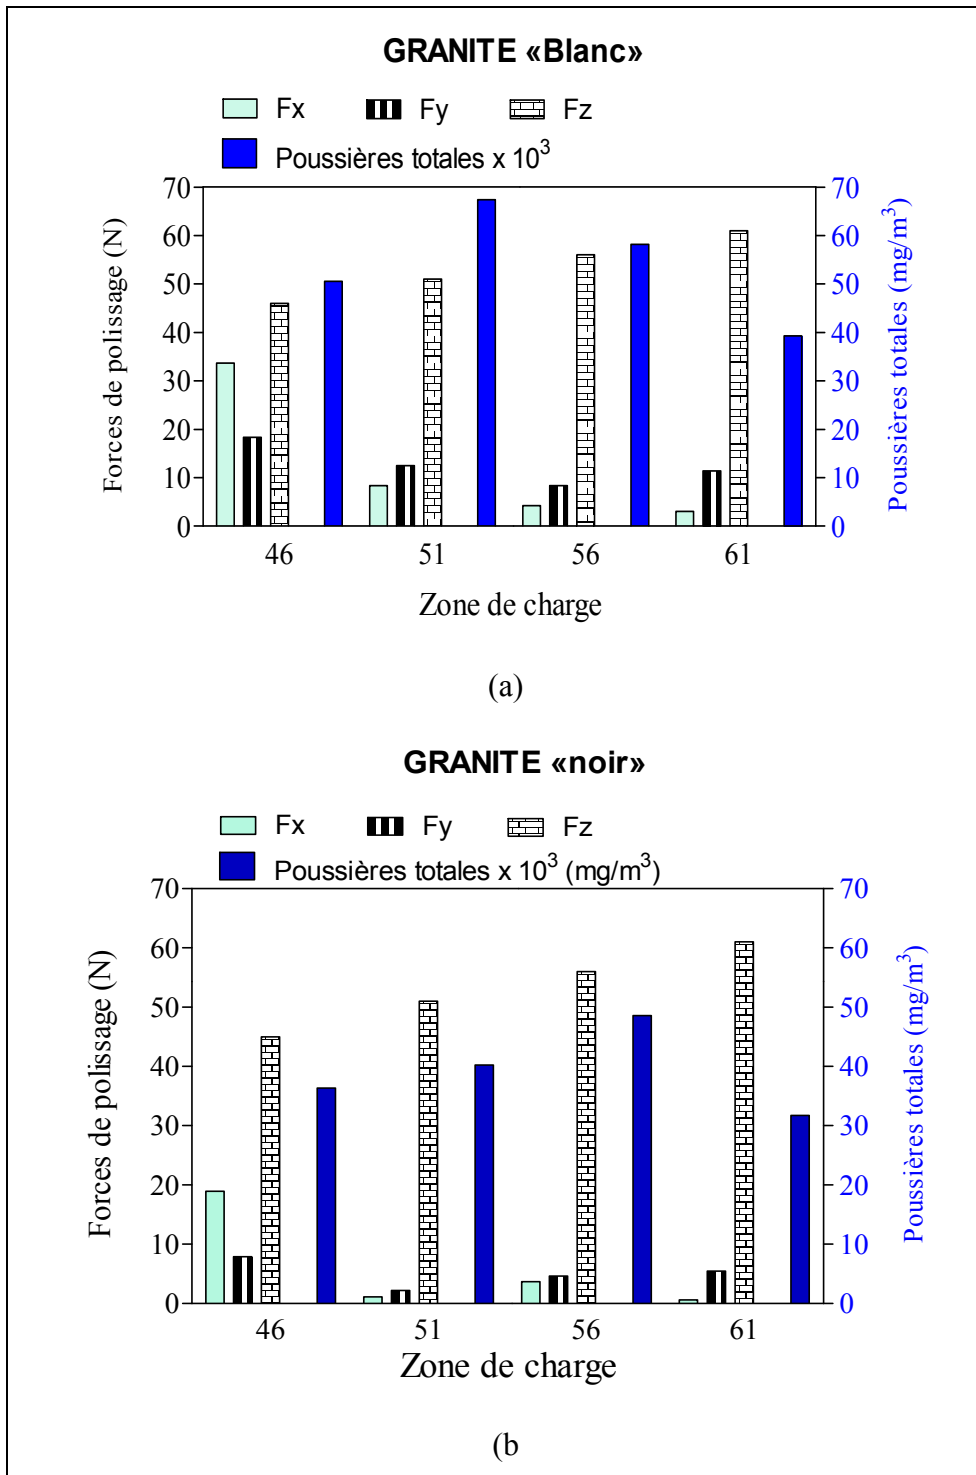 GRANITE «Blanc»
Fx Fy Fz
Poussières totales x 10³
70 70
60 60
50 50
40 40
30 30
20 20
10 10
0 0
Forces de polissage (N)
Poussières totales (mg/m³)
46 51 56 61
Zone de charge
(a)
GRANITE «noir»
Fx Fy Fz
Poussières totales x 10³ (mg/m³)
70 70
60 60
50 50
40 40
30 30
20 20
10 10
0 0
Forces de polissage (N)
Poussières totales (mg/m³)
46 51 56 61
Zone de charge
(b